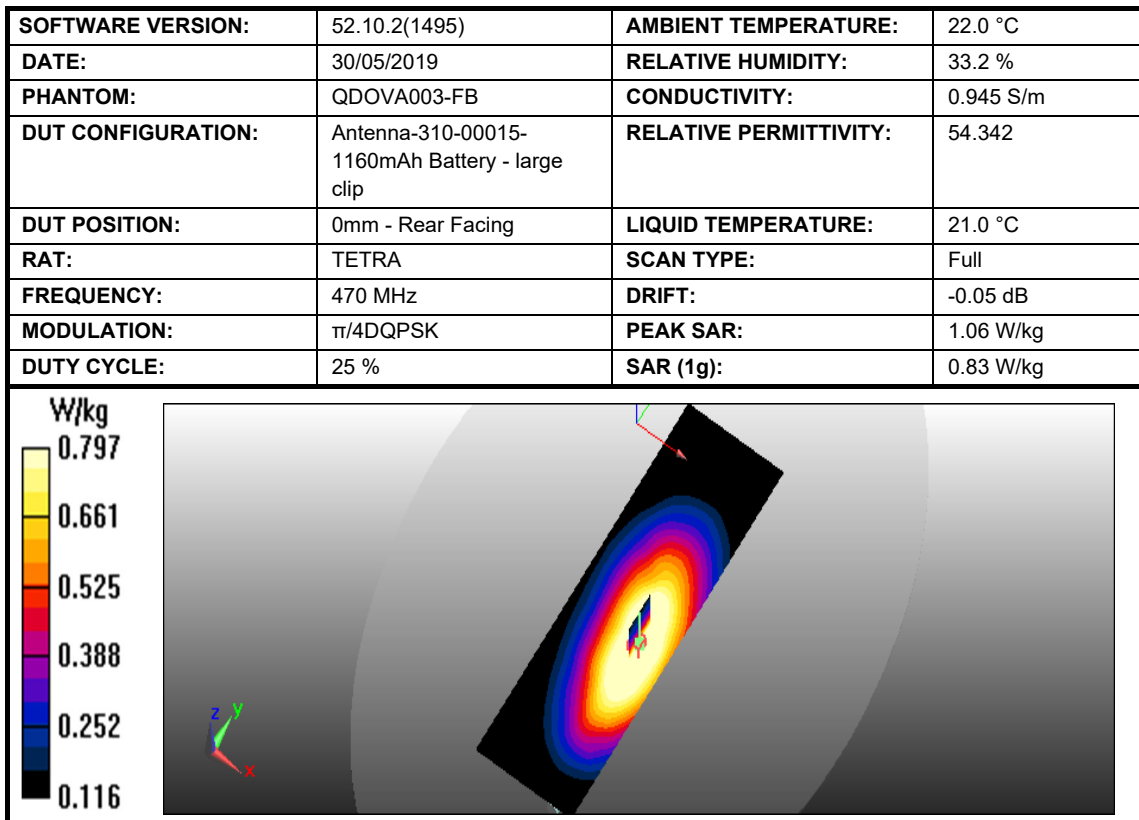 SOFTWARE VERSION: 52.10.2(1495) AMBIENT TEMPERATURE: 22.0 °C
DATE: 30/05/2019 RELATIVE HUMIDITY: 33.2 %
PHANTOM: QDOVA003-FB CONDUCTIVITY: 0.945 S/m
DUT CONFIGURATION: Antenna-310-00015- RELATIVE PERMITTIVITY: 54.342
1160mAh Battery - large
clip
DUT POSITION: 0mm - Rear Facing LIQUID TEMPERATURE: 21.0 °C
RAT: TETRA SCAN TYPE: Full
FREQUENCY: 470 MHz DRIFT: -0.05 dB
MODULATION: π/4DQPSK PEAK SAR: 1.06 W/kg
DUTY CYCLE: 25 % SAR (1g): 0.83 W/kg
W/kg
0.797
0.661
0.525
0.388
0.252
0.116
z y
x